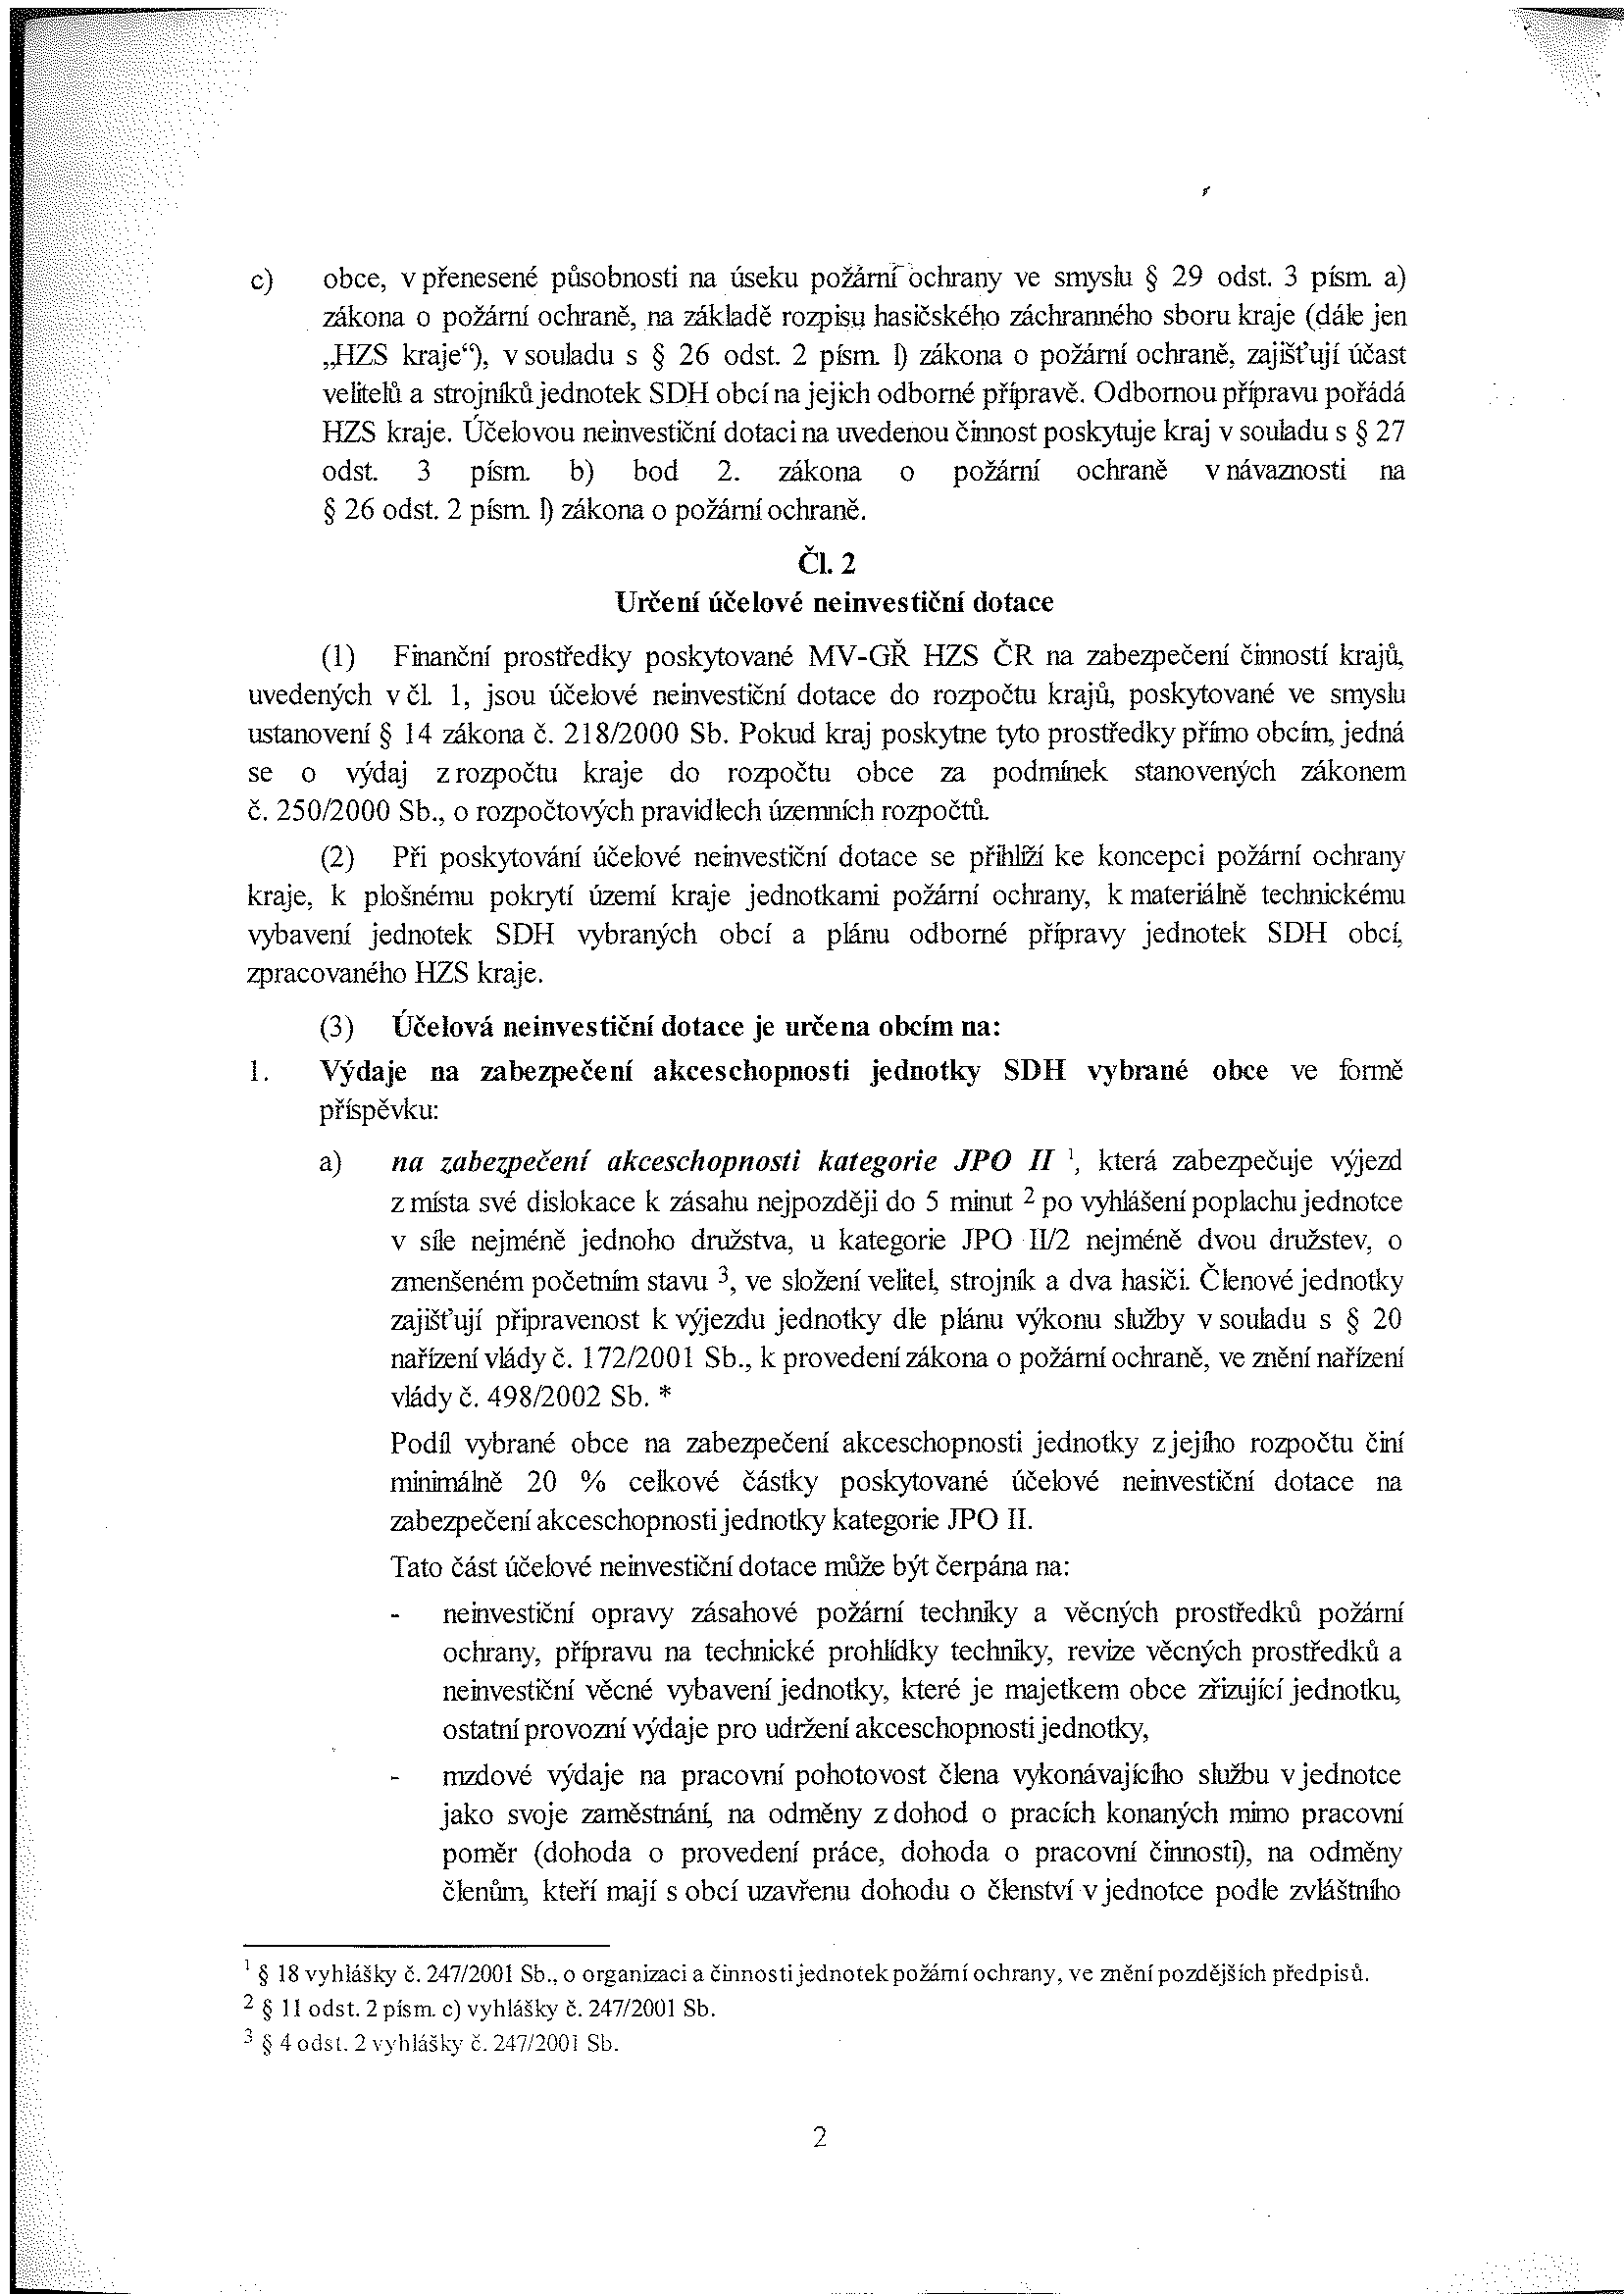 c) obce, v přenesené působnosti na úseku požární ochrany ve smyslu § 29 odst. 3 písm. a)
zákona o požární ochraně, na základě rozpisu hasičského záchranného sboru kraje (dále jen
„HZS kraje“), v souladu s § 26 odst. 2 písm. l) zákona o požární ochraně, zajišťují účast
velitelů a strojníků jednotek SDH obcí na jejich odborné přípravě. Odbornou přípravu pořádá
HZS kraje. Účelovou neinvestiční dotaci na uvedenou činnost poskytuje kraj v souladu s § 27
odst. 3 písm. b) bod 2. zákona o požární ochraně v návaznosti na
§ 26 odst. 2 písm. l) zákona o požární ochraně.
Čl. 2
Určení účelové neinvestiční dotace
(1) Finanční prostředky poskytované MV-GŘ HZS ČR na zabezpečení činností krajů,
uvedených v čl. 1, jsou účelové neinvestiční dotace do rozpočtu krajů, poskytované ve smyslu
ustanovení § 14 zákona č. 218/2000 Sb. Pokud kraj poskytne tyto prostředky přímo obcím, jedná
se o výdaj z rozpočtu kraje do rozpočtu obce za podmínek stanovených zákonem
č. 250/2000 Sb., o rozpočtových pravidlech územních rozpočtů.
(2) Při poskytování účelové neinvestiční dotace se přihlíží ke koncepci požární ochrany
kraje, k plošnému pokrytí území kraje jednotkami požární ochrany, k materiálně technickému
vybavení jednotek SDH vybraných obcí a plánu odborné přípravy jednotek SDH obcí,
zpracovaného HZS kraje.
(3) Účelová neinvestiční dotace je určena obcím na:
1. Výdaje na zabezpečení akceschopnosti jednotky SDH vybrané obce ve formě
příspěvku:
a) na zabezpečení akceschopnosti kategorie JPO II 1, která zabezpečuje výjezd
z místa své dislokace k zásahu nejpozději do 5 minut 2 po vyhlášení poplachu jednotce
v síle nejméně jednoho družstva, u kategorie JPO II/2 nejméně dvou družstev, o
zmenšeném početním stavu 3, ve složení velitel, strojník a dva hasiči. Členové jednotky
zajišťují připravenost k výjezdu jednotky dle plánu výkonu služby v souladu s § 20
nařízení vlády č. 172/2001 Sb., k provedení zákona o požární ochraně, ve znění nařízení
vlády č. 498/2002 Sb. *
Podíl vybrané obce na zabezpečení akceschopnosti jednotky z jejího rozpočtu činí
minimálně 20 % celkové částky poskytované účelové neinvestiční dotace na
zabezpečení akceschopnosti jednotky kategorie JPO II.
Tato část účelové neinvestiční dotace může být čerpána na:
- neinvestiční opravy zásahové požární techniky a věcných prostředků požární
ochrany, přípravu na technické prohlídky techniky, revize věcných prostředků a
neinvestiční věcné vybavení jednotky, které je majetkem obce zřizující jednotku,
ostatní provozní výdaje pro udržení akceschopnosti jednotky,
- mzdové výdaje na pracovní pohotovost člena vykonávajícího službu v jednotce
jako svoje zaměstnání, na odměny z dohod o pracích konaných mimo pracovní
poměr (dohoda o provedení práce, dohoda o pracovní činnosti), na odměny
členům, kteří mají s obcí uzavřenu dohodu o členství v jednotce podle zvláštního
1 § 18 vyhlášky č. 247/2001 Sb., o organizaci a činnosti jednotek požární ochrany, ve znění pozdějších předpisů.
2 § 11 odst. 2 písm. c) vyhlášky č. 247/2001 Sb.
3 § 4 odst. 2 vyhlášky č. 247/2001 Sb.
2